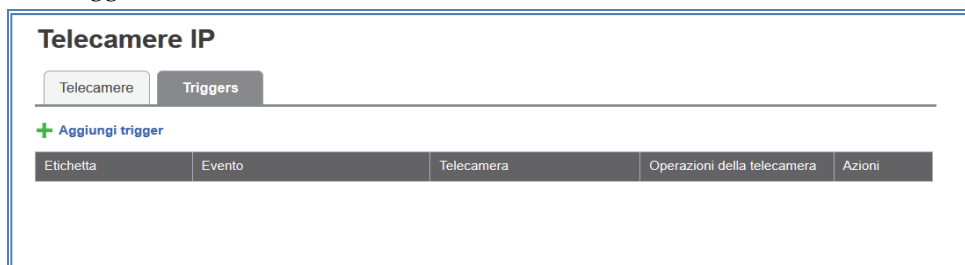 Telecamere IP
Telecamere Triggers
Aggiungi trigger
Etichetta Evento Telecamera Operazioni della telecamera Azioni